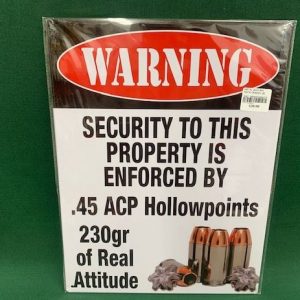 WARNING
SECURITY TO THIS
PROPERTY IS
ENFORCED BY
.45 ACP Hollowpoints
230gr
of Real
Attitude